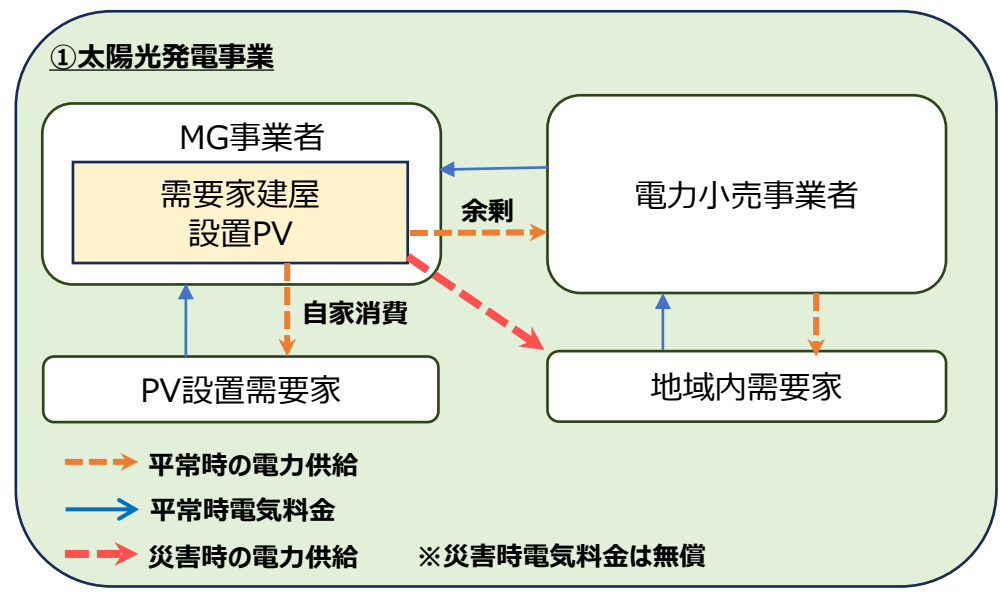 ①太陽光発電事業
MG事業者
需要家建屋
設置PV
余剰
電力小売事業者
自家消費
PV設置需要家
地域内需要家
平常時の電力供給
平常時電気料金
災害時の電力供給
※災害時電気料金は無償